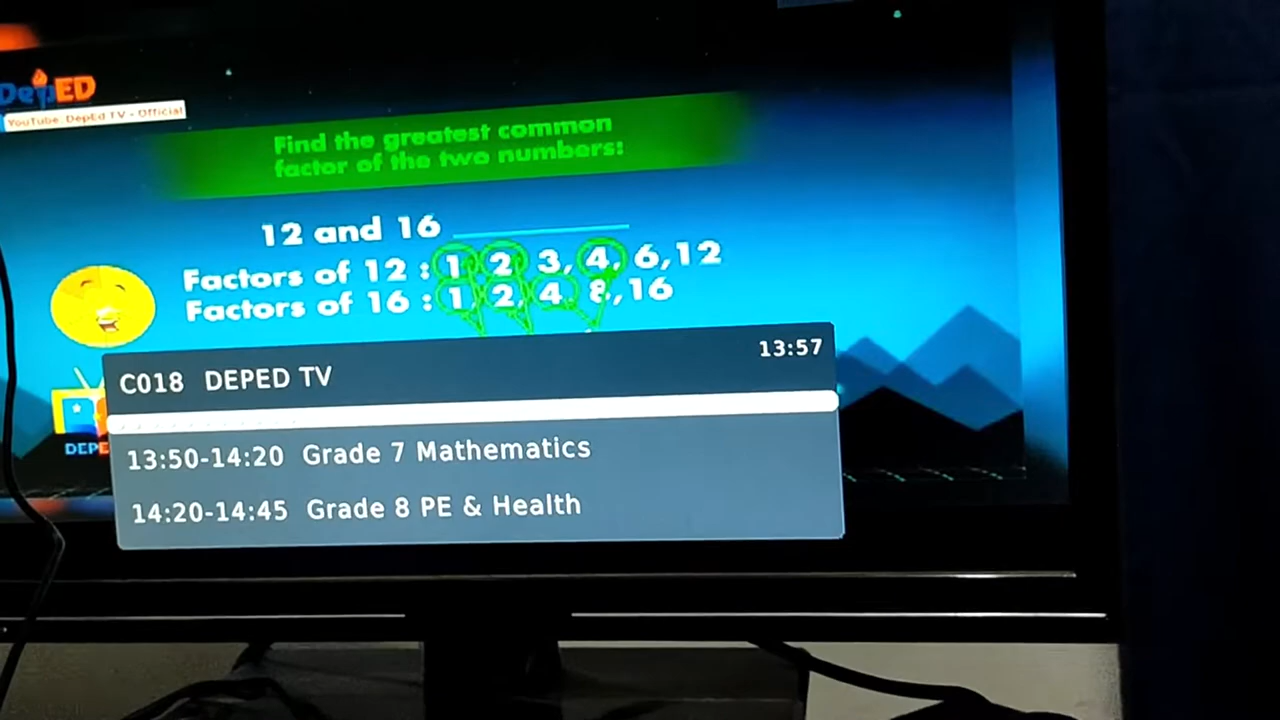 DepED
YouTube: DepEd TV - Official
Find the greatest common
factor of the two numbers:
12 and 16 ________
Factors of 12 : 1, 2, 3, 4, 6,12
Factors of 16 : 1, 2, 4, 8,16
C018 DEPED TV
13:57
DEPE
13:50-14:20 Grade 7 Mathematics
14:20-14:45 Grade 8 PE & Health